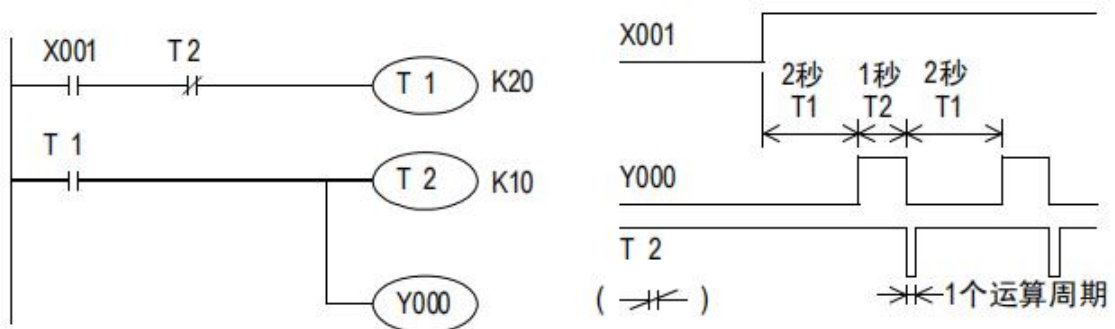 X001 T2
T 1 K20
T 1
T 2 K10
Y000
X001
2秒 1秒 2秒
T1 T2 T1
Y000
T 2
( )
1个运算周期